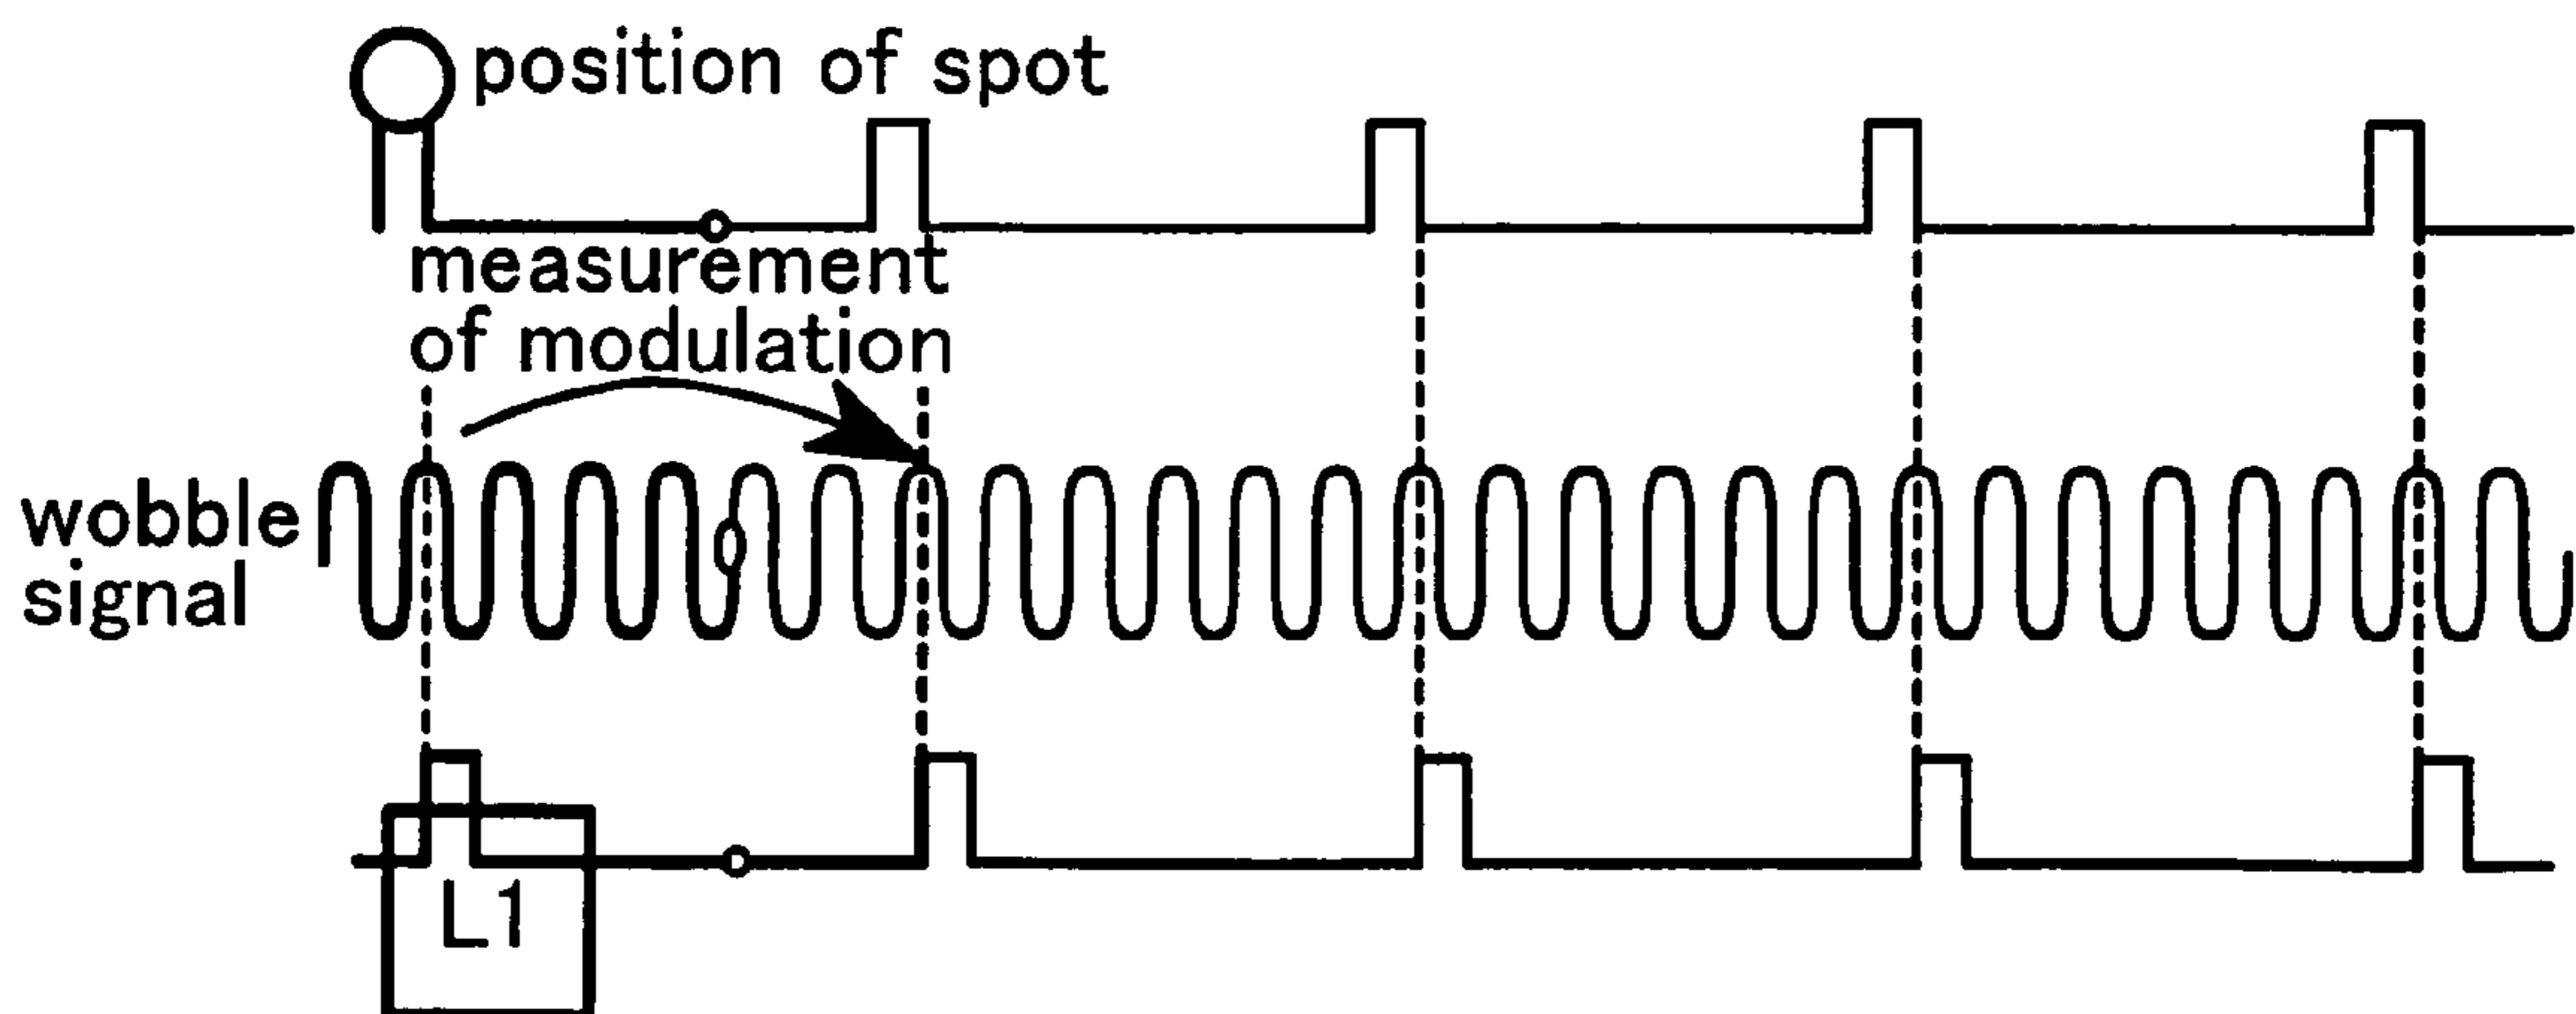 position of spot
measurement
of modulation
wobble
signal
L1